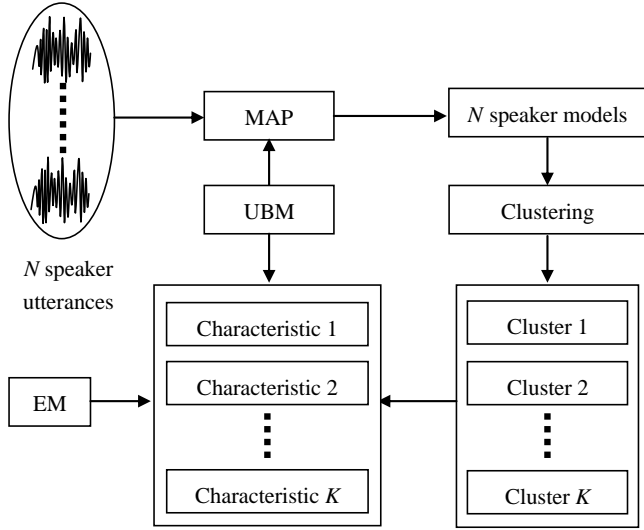 MAP
N speaker models
UBM
Clustering
N speaker
utterances
Characteristic 1
Cluster 1
Characteristic 2
Cluster 2
EM
Characteristic K
Cluster K